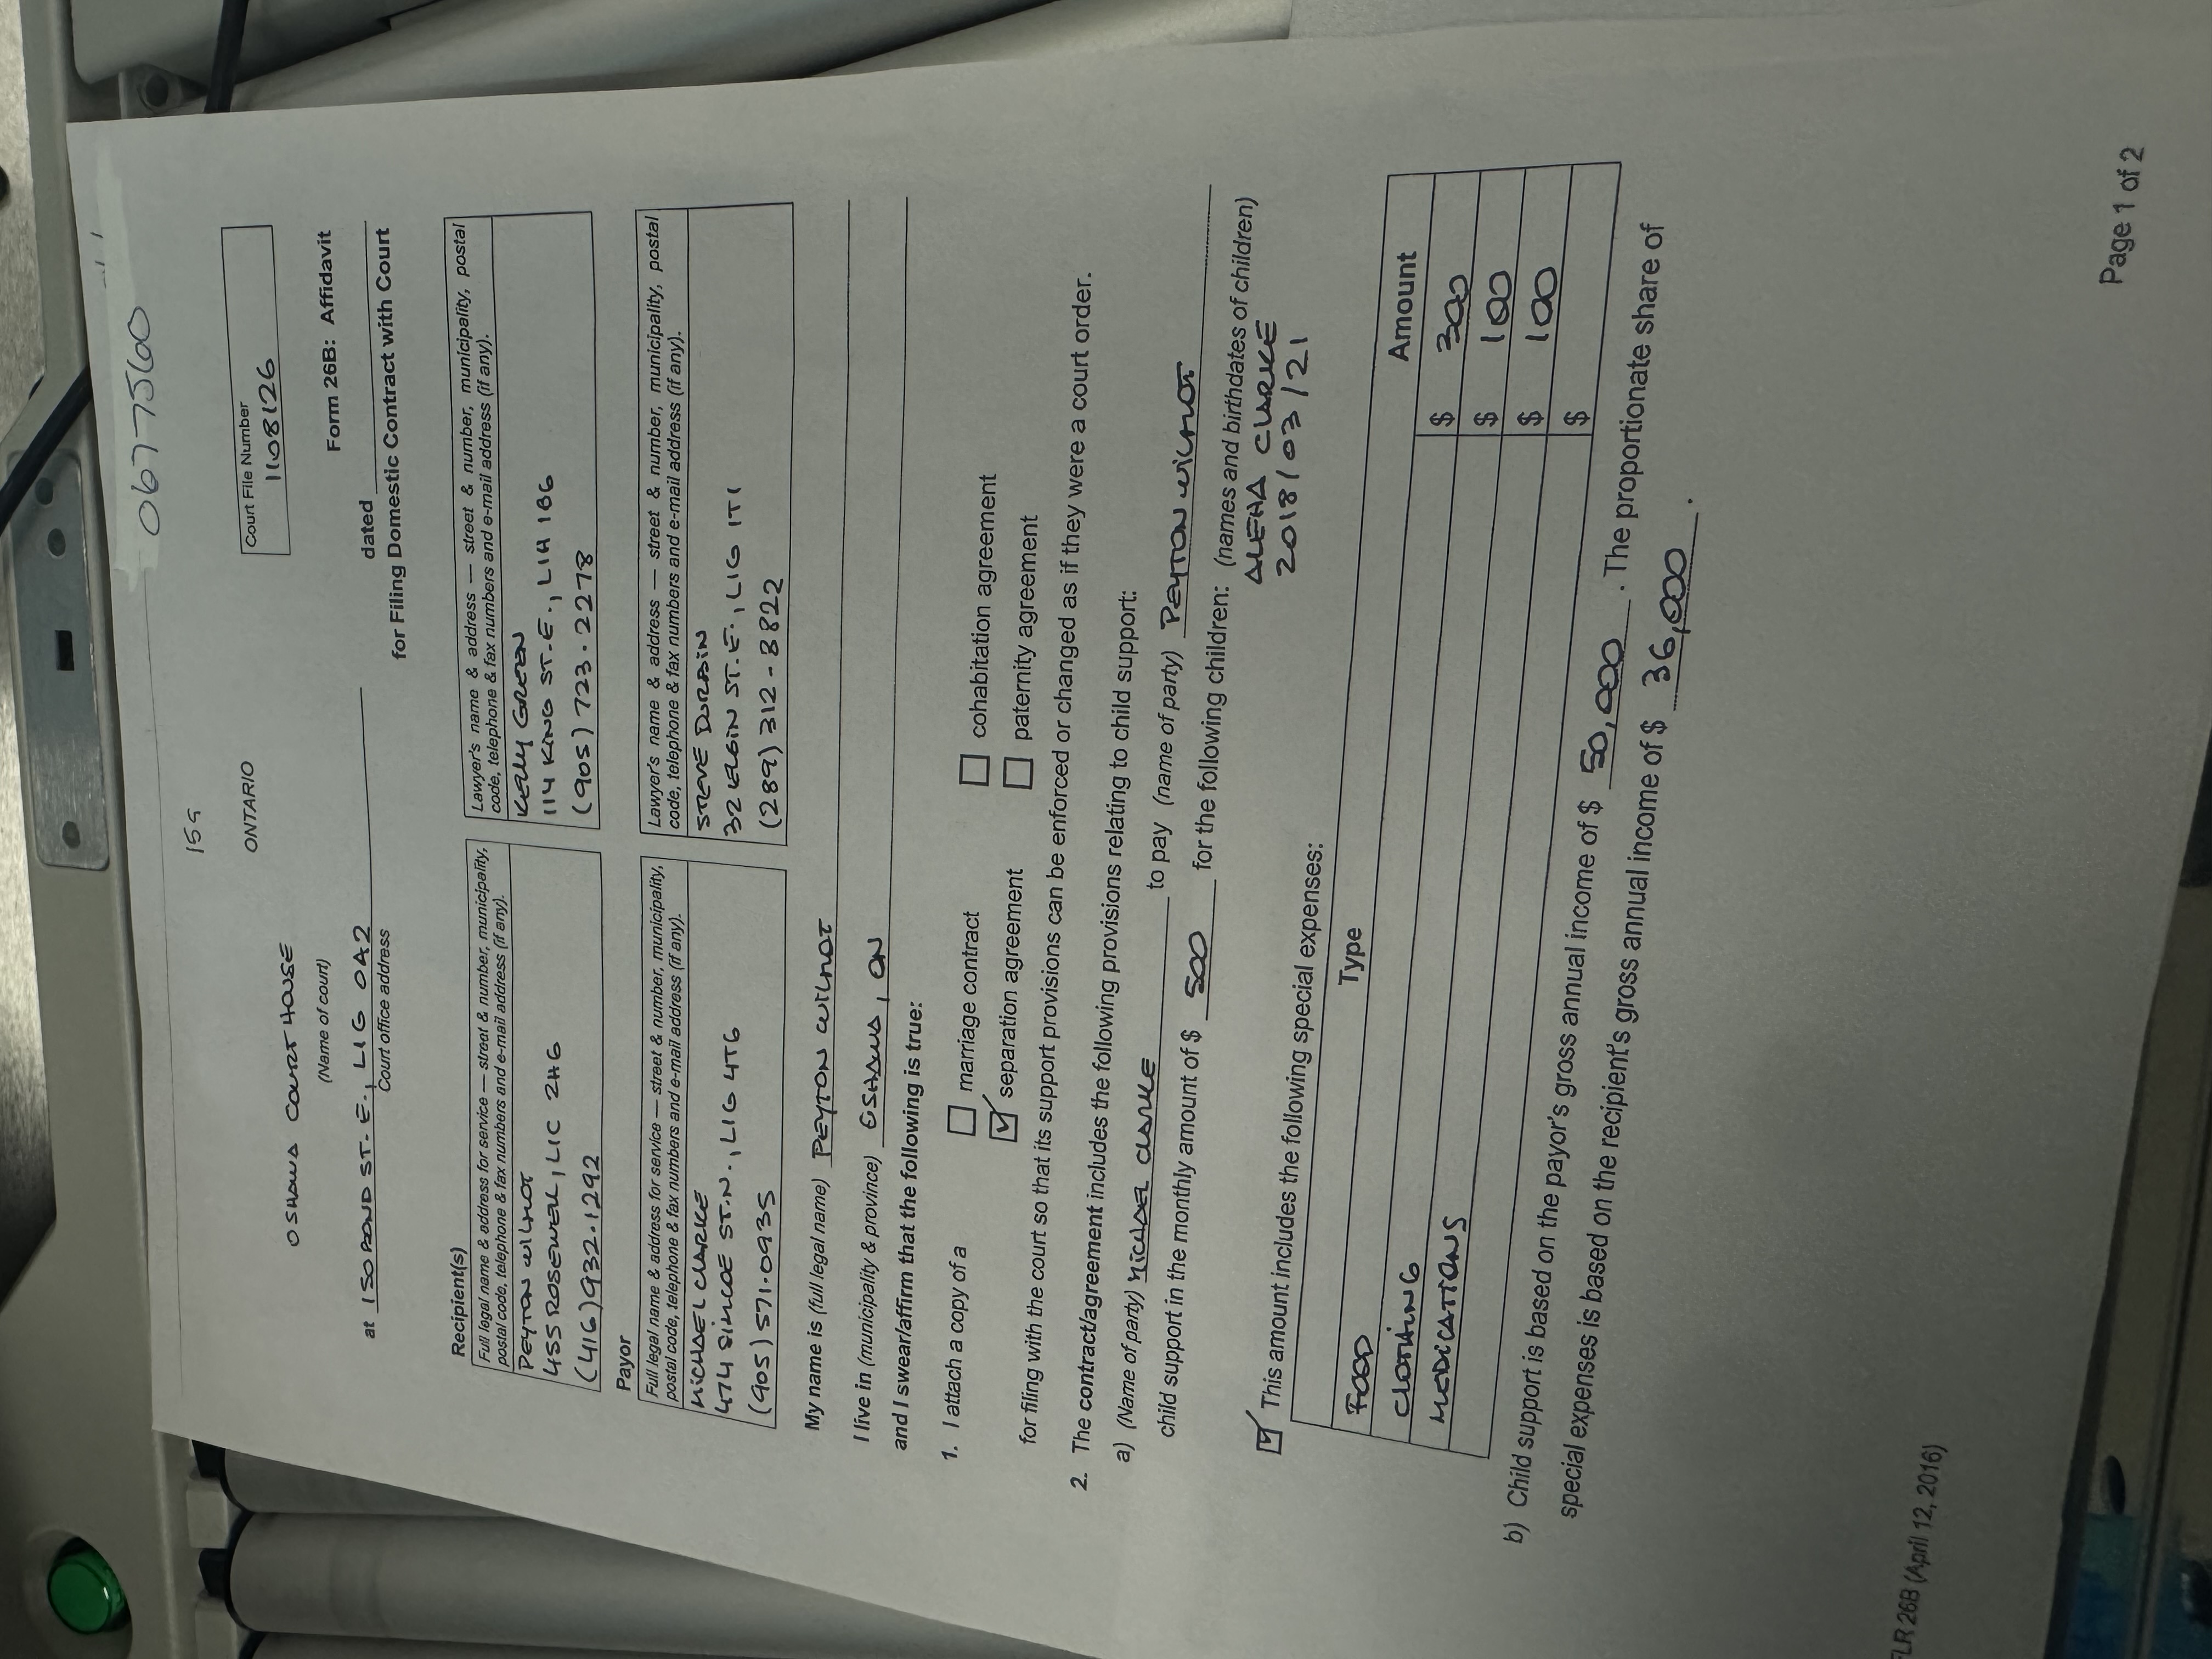 0677560
159
ONTARIO
Court File Number
1108126
OSHAWA COURTHOUSE
(Name of court)
Form 26B: Affidavit
at 150 BOND ST. E., L1G 0A2
Court office address
dated
for Filing Domestic Contract with Court
Recipient(s)
Full legal name & address for service — street & number, municipality,
postal code, telephone & fax numbers and e-mail address (if any).
PEYTON WILMOT
455 ROSEWELL, L1C 2H6
(416)932.1292
Lawyer's name & address — street & number, municipality, postal
code, telephone & fax numbers and e-mail address (if any).
KELLY GREEN
114 KING ST.E., L1H 1B6
(905) 723.2278
Payor
Full legal name & address for service — street & number, municipality,
postal code, telephone & fax numbers and e-mail address (if any).
MICHAEL CLARKE
474 SIMCOE ST.N., L1G 4T6
(905) 571.0935
Lawyer's name & address — street & number, municipality, postal
code, telephone & fax numbers and e-mail address (if any).
STEVE DURBIN
32 ELGIN ST.E., L1G 1T1
(289) 312-8822
My name is (full legal name) PEYTON WILMOT
I live in (municipality & province) OSHAWA, ON
and I swear/affirm that the following is true:
1. I attach a copy of a
marriage contract
cohabitation agreement
separation agreement
paternity agreement
for filing with the court so that its support provisions can be enforced or changed as if they were a court order.
2. The contract/agreement includes the following provisions relating to child support:
a) (Name of party) MICHAEL CLARKE to pay (name of party) PEYTON WILMOT
child support in the monthly amount of $ 500 for the following children: (names and birthdates of children)
CLARKE
2018/03/21
This amount includes the following special expenses:
Type
Amount
FOOD
$ 300
CLOTHING
$ 100
MEDICATIONS
$ 100
$
b) Child support is based on the payor's gross annual income of $ 50,000 . The proportionate share of
special expenses is based on the recipient's gross annual income of $ 36,000 .
FLR 26B (April 12, 2016)
Page 1 of 2